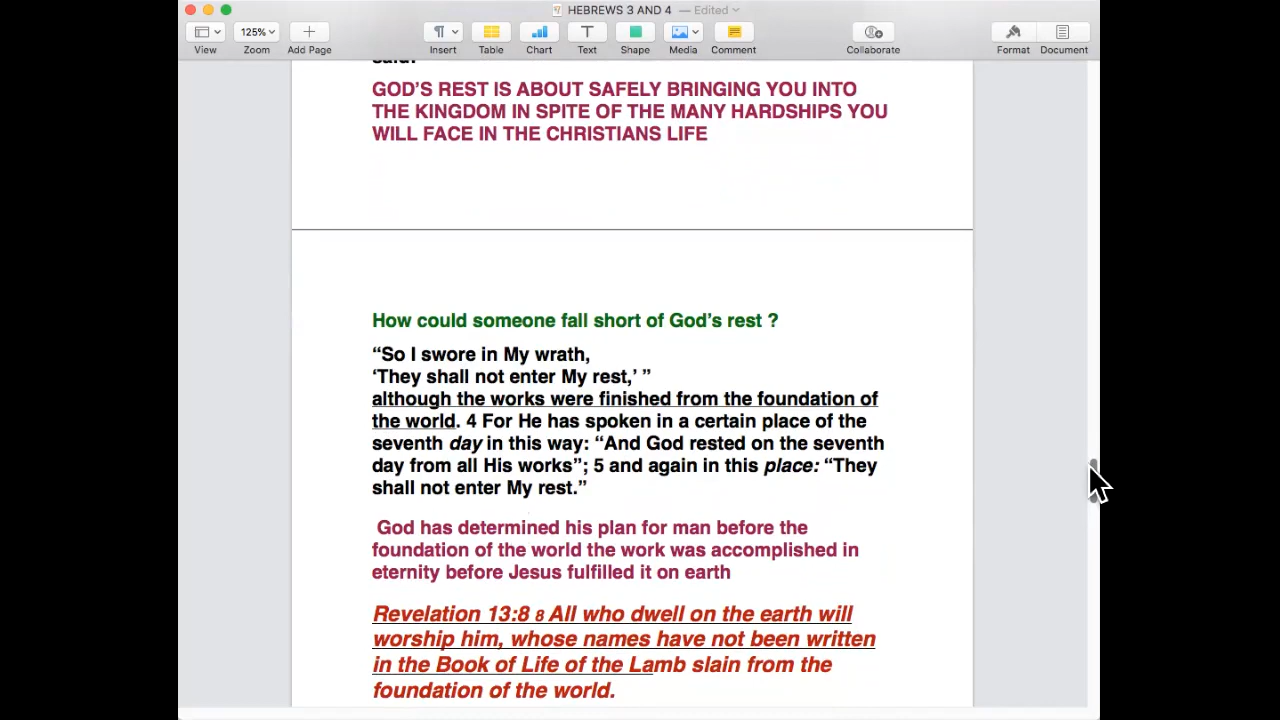 HEBREWS 3 AND 4 — Edited
125%
View
Zoom
Add Page
Insert
Table
Chart
Text
Shape
Media
Comment
Collaborate
Format
Document
said:
GOD'S REST IS ABOUT SAFELY BRINGING YOU INTO
THE KINGDOM IN SPITE OF THE MANY HARDSHIPS YOU
WILL FACE IN THE CHRISTIANS LIFE
How could someone fall short of God's rest ?
“So I swore in My wrath,
‘They shall not enter My rest,’ ”
although the works were finished from the foundation of
the world. 4 For He has spoken in a certain place of the
seventh day in this way: “And God rested on the seventh
day from all His works”; 5 and again in this place: “They
shall not enter My rest.”
God has determined his plan for man before the
foundation of the world the work was accomplished in
eternity before Jesus fulfilled it on earth
Revelation 13:8 8 All who dwell on the earth will
worship him, whose names have not been written
in the Book of Life of the Lamb slain from the
foundation of the world.